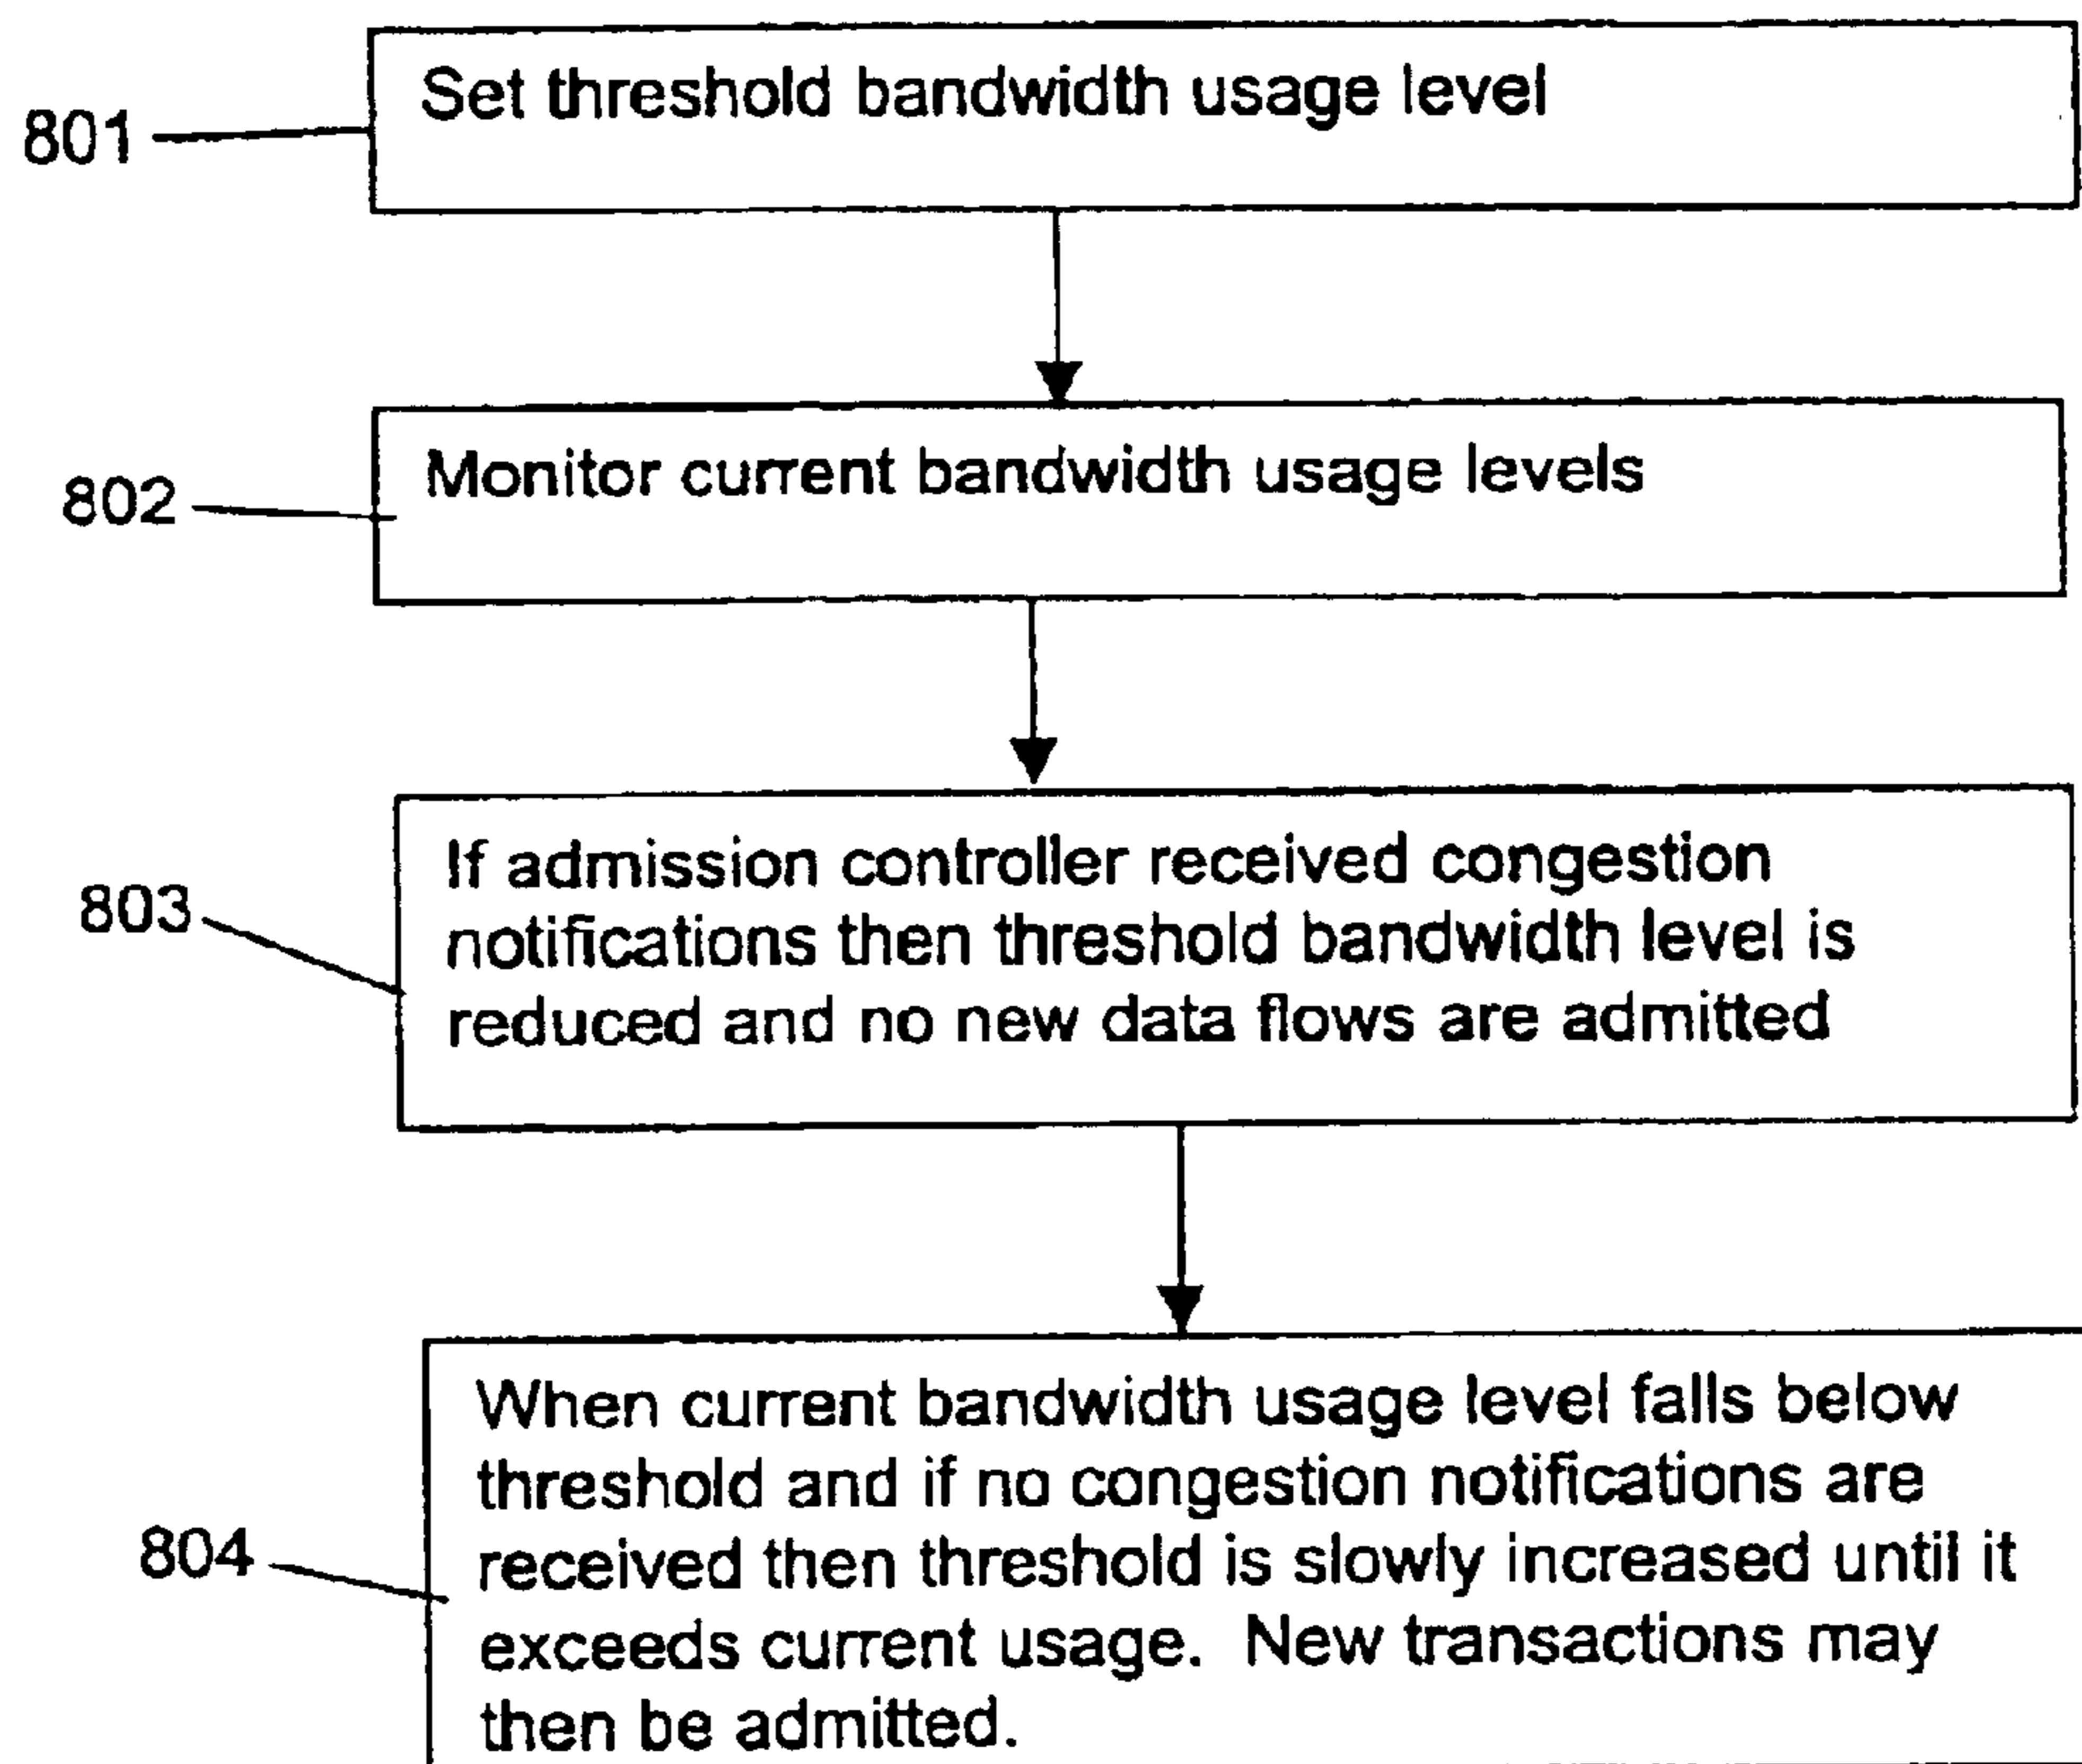 Set threshold bandwidth usage level
801
Monitor current bandwidth usage levels
802
If admission controller received congestion
notifications then threshold bandwidth level is
reduced and no new data flows are admitted
803
When current bandwidth usage level falls below
threshold and if no congestion notifications are
received then threshold is slowly increased until it
exceeds current usage. New transactions may
then be admitted.
804